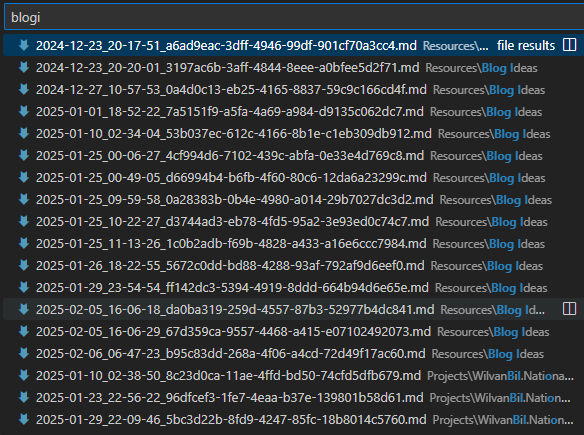 blogi
2024-12-23_20-17-51_a6ad9eac-3dff-4946-99df-901cf70a3cc4.md Resources\... file results
2024-12-23_20-20-01_3197ac6b-3aff-4844-8eee-a0bfee5d2f71.md Resources\Blog Ideas
2024-12-27_10-57-53_0a4d0c13-eb25-4165-8837-59c9c166cd4f.md Resources\Blog Ideas
2025-01-01_18-52-22_7a5151f9-a5fa-4a69-a984-d9135c062dc7.md Resources\Blog Ideas
2025-01-10_02-34-04_53b037ec-612c-4166-8b1e-c1eb309db912.md Resources\Blog Ideas
2025-01-25_00-06-27_4cf994d6-7102-439c-abfa-0e33e4d769c8.md Resources\Blog Ideas
2025-01-25_00-49-05_d66994b4-b6fb-4f60-80c6-12da6a23299c.md Resources\Blog Ideas
2025-01-25_09-59-58_0a28383b-0b4e-4980-a014-29b7027dc3d2.md Resources\Blog Ideas
2025-01-25_10-22-27_d3744ad3-eb78-4fd5-95a2-3e93ed0c74c7.md Resources\Blog Ideas
2025-01-25_11-13-26_1c0b2adb-f69b-4828-a433-a16e6ccc7984.md Resources\Blog Ideas
2025-01-26_18-22-55_5672c0dd-bd88-4288-93af-792af9d6eef0.md Resources\Blog Ideas
2025-01-29_23-54-54_ff142dc3-5394-4919-8ddd-664b94d6e65e.md Resources\Blog Ideas
2025-02-05_16-06-18_da0ba319-259d-4557-87b3-52977b4dc841.md Resources\Blog Id...
2025-02-05_16-06-29_67d359ca-9557-4468-a415-e07102492073.md Resources\Blog Ideas
2025-02-06_06-47-23_b95c83dd-268a-4f06-a4cd-72d49f17ac60.md Resources\Blog Ideas
2025-01-10_02-38-50_8c23d0ca-11ae-4ffd-bd50-74cfd5dfb679.md Projects\WilvanBil.Nationa...
2025-01-23_22-56-22_96dfcef3-1fe7-4eaa-b37e-139801b58d61.md Projects\WilvanBil.Nation...
2025-01-29_22-09-46_5bc3d22b-8fd9-4247-85fc-18b8014c5760.md Projects\WilvanBil.Nation...